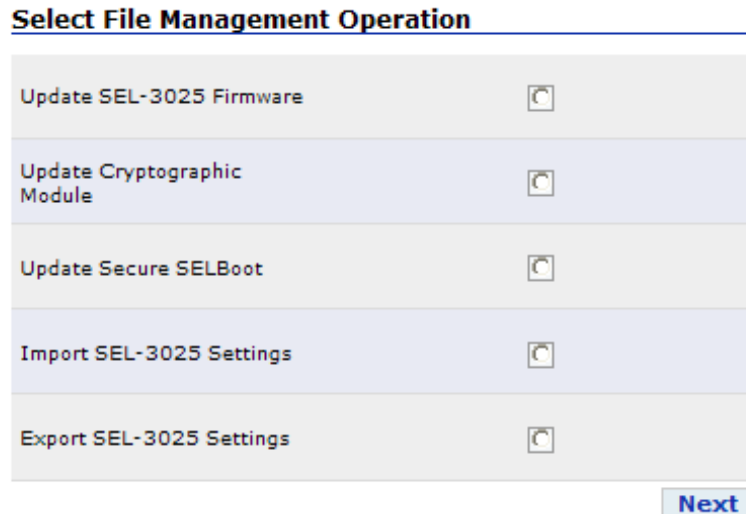 Select File Management Operation
Update SEL-3025 Firmware
Update Cryptographic
Module
Update Secure SELBoot
Import SEL-3025 Settings
Export SEL-3025 Settings
Next